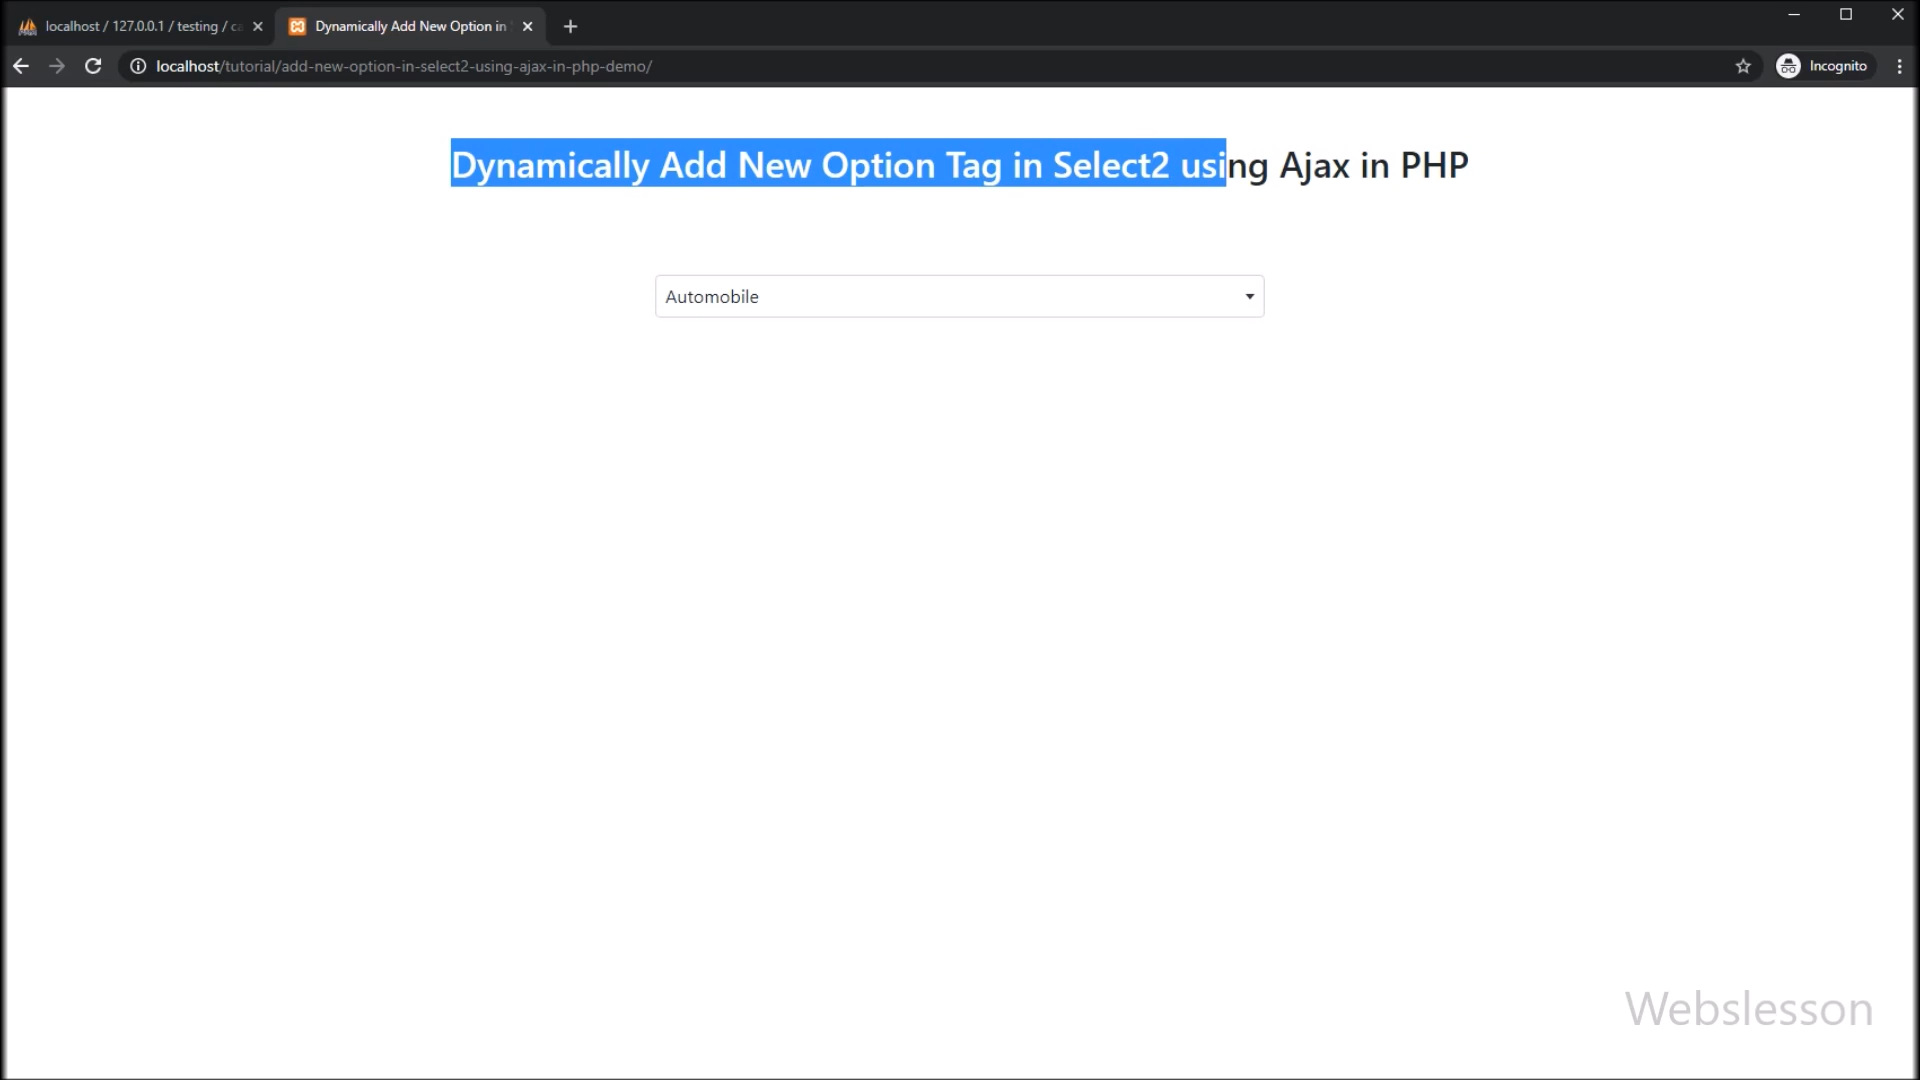 localhost / 127.0.0.1 / testing / ca
Dynamically Add New Option in
localhost/tutorial/add-new-option-in-select2-using-ajax-in-php-demo/
Incognito
Dynamically Add New Option Tag in Select2 using Ajax in PHP
Automobile
Webslesson